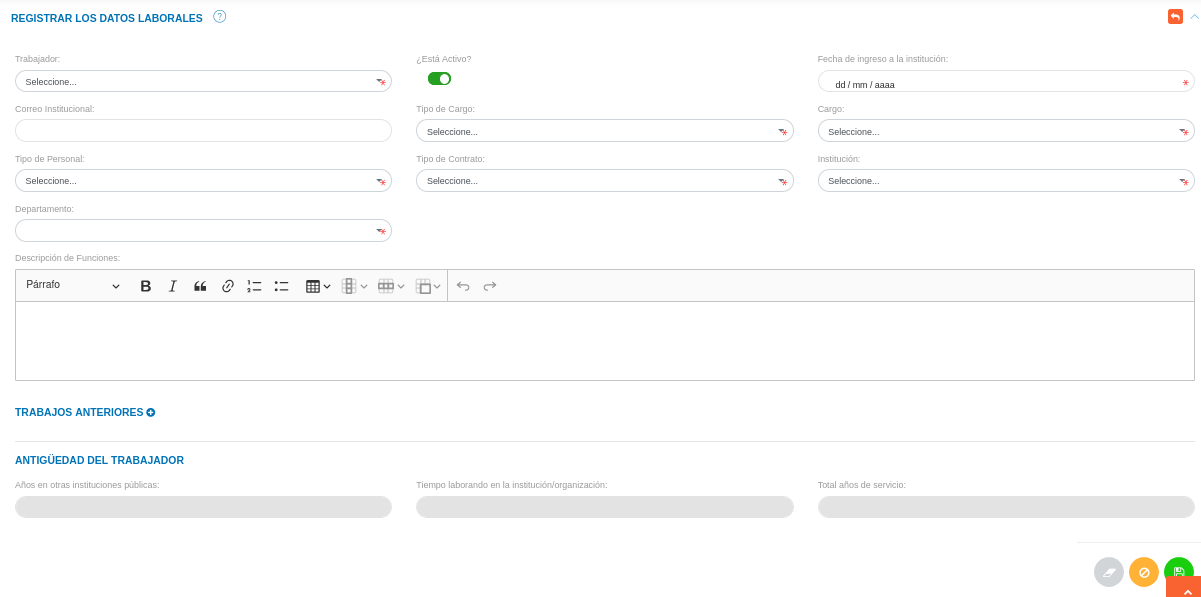 REGISTRAR LOS DATOS LABORALES ?
Trabajador: ¿Está Activo? Fecha de ingreso a la institución:
Seleccione... * dd / mm / aaaa *
Correo Institucional: Tipo de Cargo: Cargo:
Seleccione... * Seleccione... *
Tipo de Personal: Tipo de Contrato: Institución:
Seleccione... * Seleccione... * Seleccione... *
Departamento:
*
Descripción de Funciones:
Párrafo B I
TRABAJOS ANTERIORES
ANTIGÜEDAD DEL TRABAJADOR
Años en otras instituciones públicas: Tiempo laborando en la institución/organización: Total años de servicio: